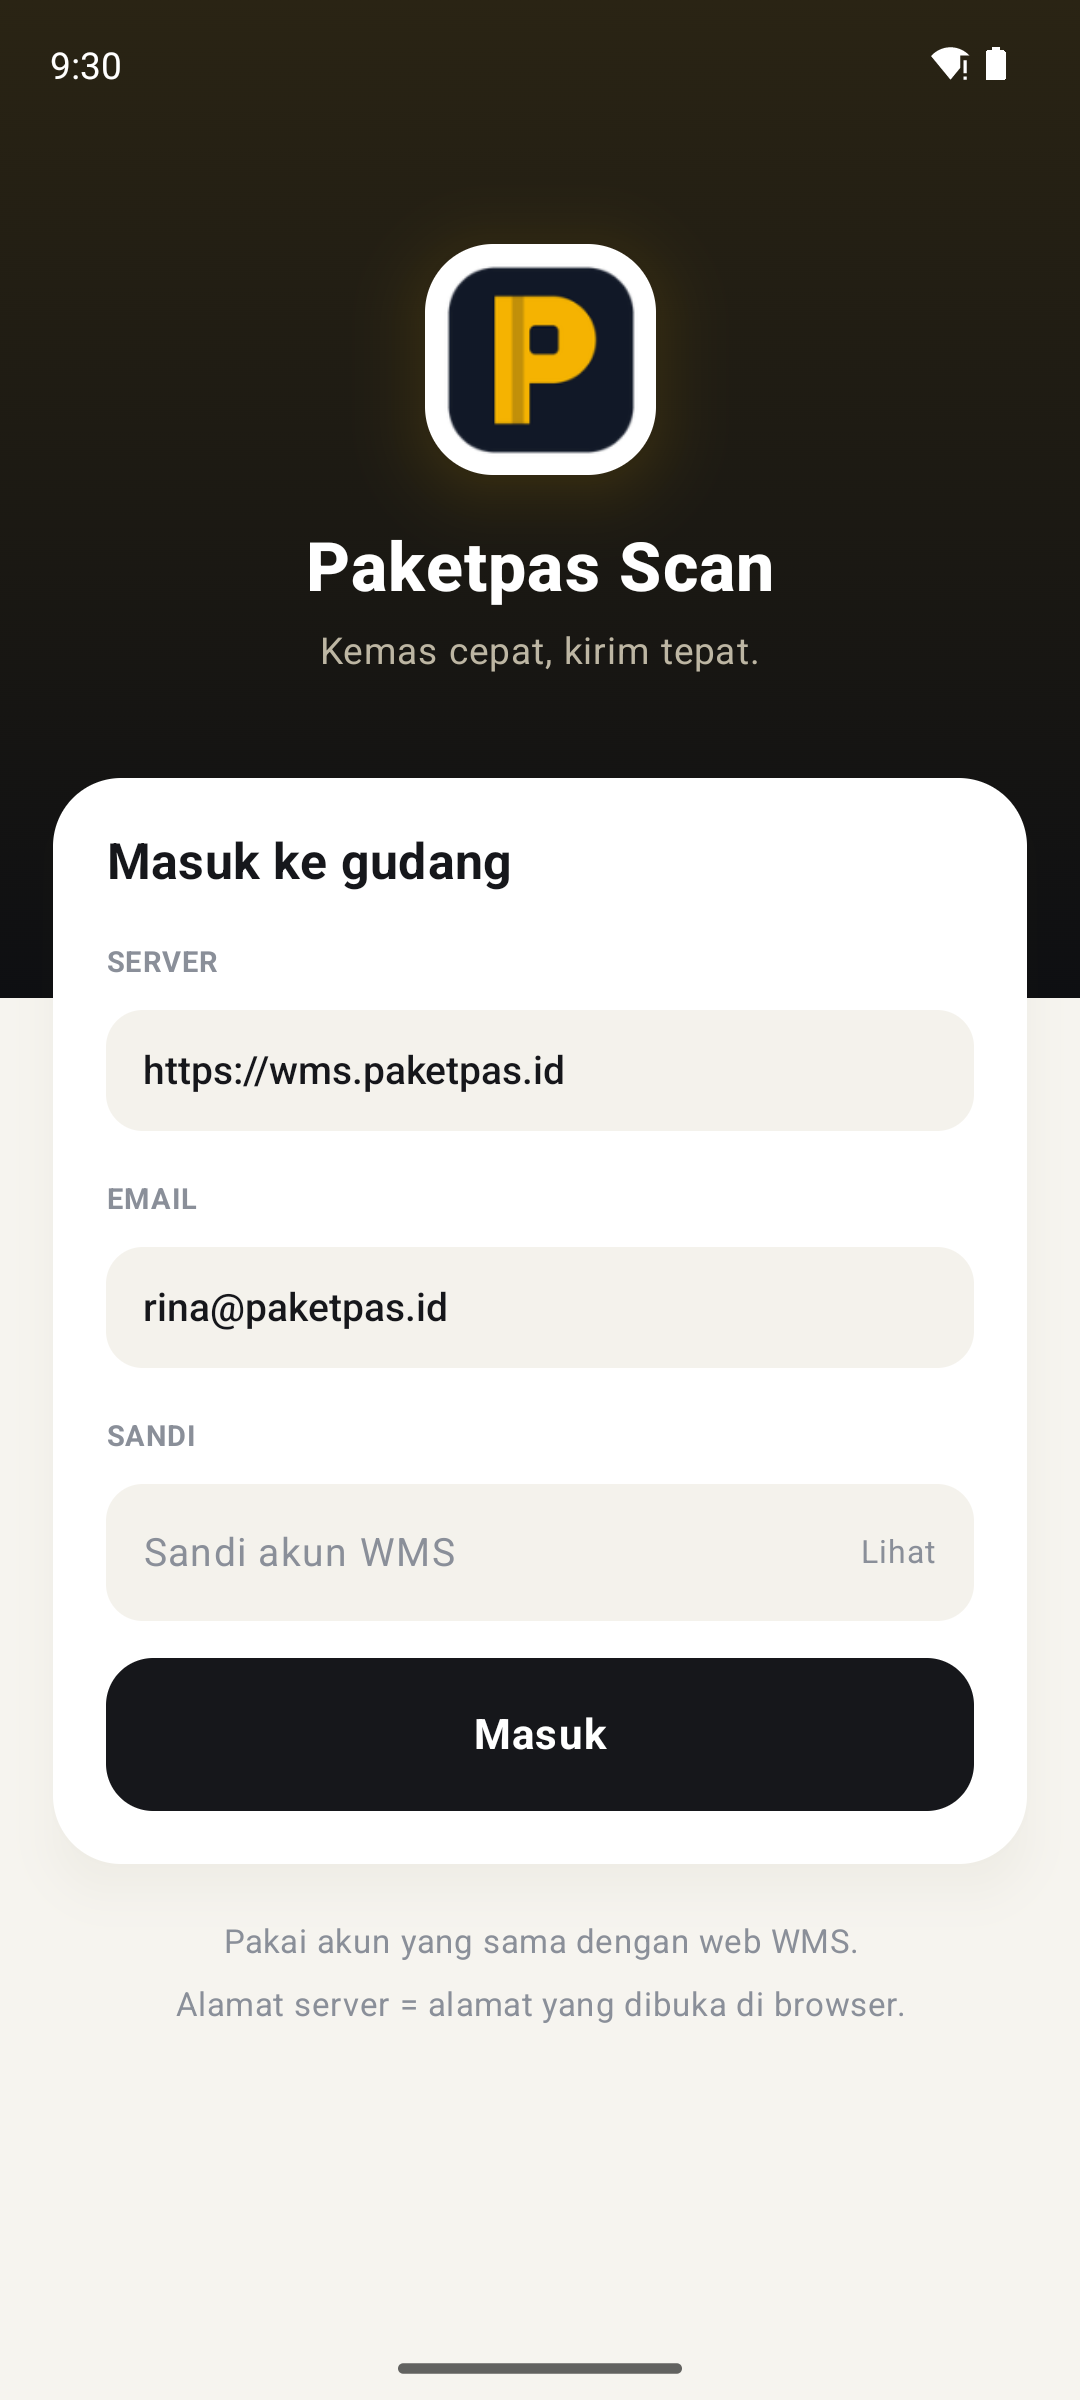 9:30
P
Paketpas Scan
Kemas cepat, kirim tepat.
Masuk ke gudang
SERVER
https://wms.paketpas.id
EMAIL
rina@paketpas.id
SANDI
Sandi akun WMS
Lihat
Masuk
Pakai akun yang sama dengan web WMS.
Alamat server = alamat yang dibuka di browser.